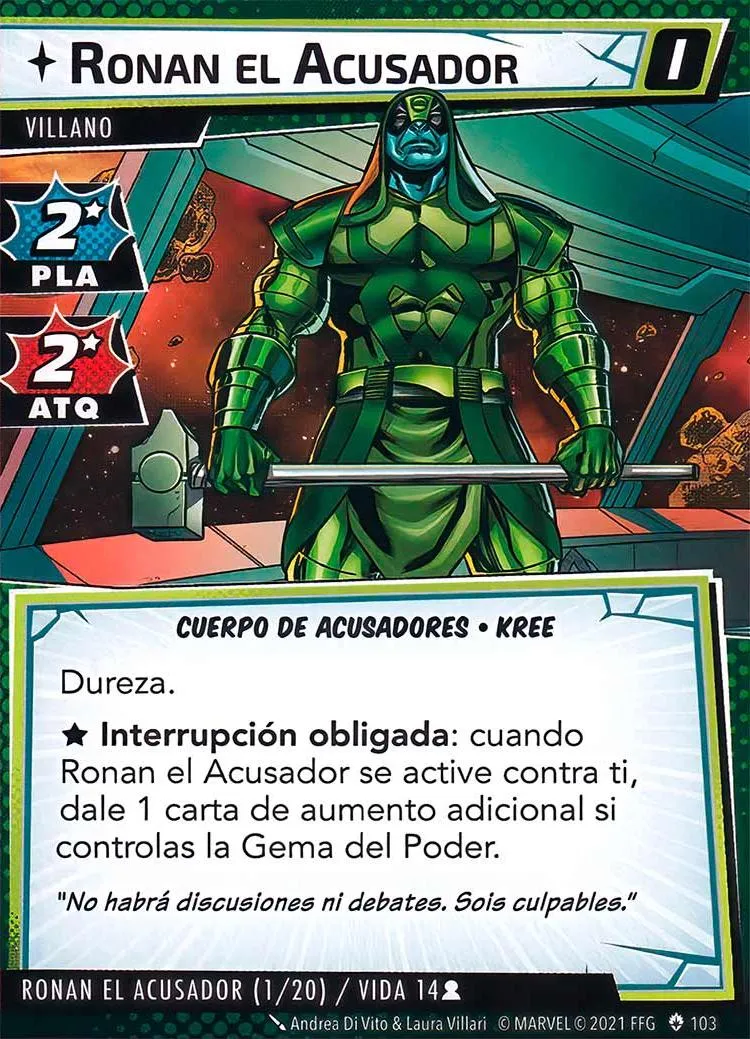 RONAN EL ACUSADOR
I
VILLANO
2★
PLA
2★
ATQ
CUERPO DE ACUSADORES • KREE
Dureza.
★ Interrupción obligada: cuando
Ronan el Acusador se active contra ti,
dale 1 carta de aumento adicional si
controlas la Gema del Poder.
"No habrá discusiones ni debates. Sois culpables."
RONAN EL ACUSADOR (1/20) / VIDA 14
Andrea Di Vito & Laura Villari © MARVEL © 2021 FFG 103